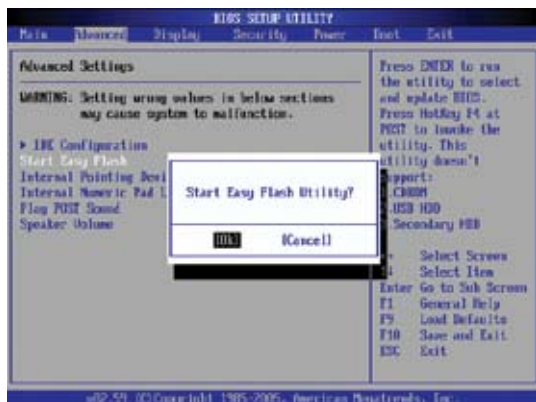 BIOS SETUP UTILITY
Main Advanced Display Security Power Boot Exit
Advanced Settings
WARNING: Setting wrong values in below sections
may cause system to malfunction.
IDE Configuration
Start Easy Flash
Internal Pointing Devi
Internal Numeric Pad L
Play POST Sound
Speaker Volume
Start Easy Flash Utility?
[Ok] [Cancel]
Press ENTER to run
the utility to select
and update BIOS.
Press HotKey F4 at
POST to invoke the
utility. This
utility doesn't
support:
CDROM
USB HDD
Secondary HDD
Select Screen
Select Item
Enter Go to Sub Screen
F1 General Help
F9 Load Defaults
F10 Save and Exit
ESC Exit
v02.59 (C)Copyright 1985-2005, American Megatrends, Inc.